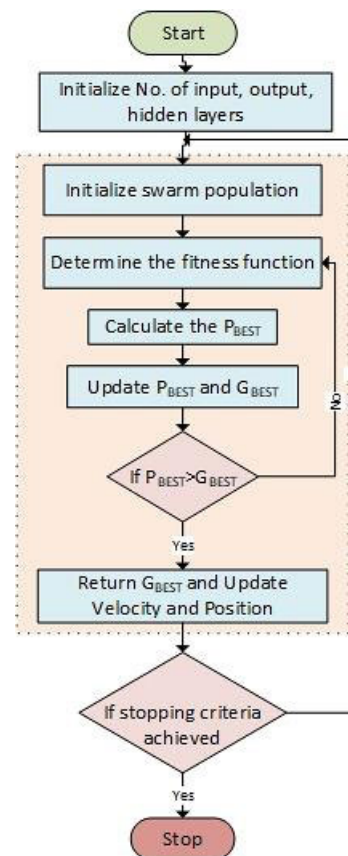 Start
Initialize No. of input, output,
hidden layers
Initialize swarm population
Determine the fitness function
Calculate the PBEST
Update PBEST and GBEST
If PBEST>GBEST
No
Yes
Return GBEST and Update
Velocity and Position
If stopping criteria
achieved
Yes
Stop